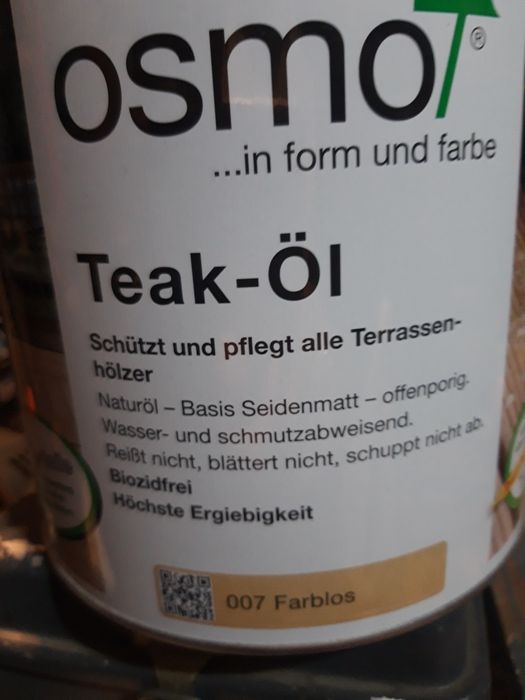 osmo®
...in form und farbe
Teak-Öl
Schützt und pflegt alle Terrassen-
hölzer
Naturöl – Basis Seidenmatt – offenporig.
Wasser- und schmutzabweisend.
Reißt nicht, blättert nicht, schuppt nicht ab.
Biozidfrei
Höchste Ergiebigkeit
007 Farblos